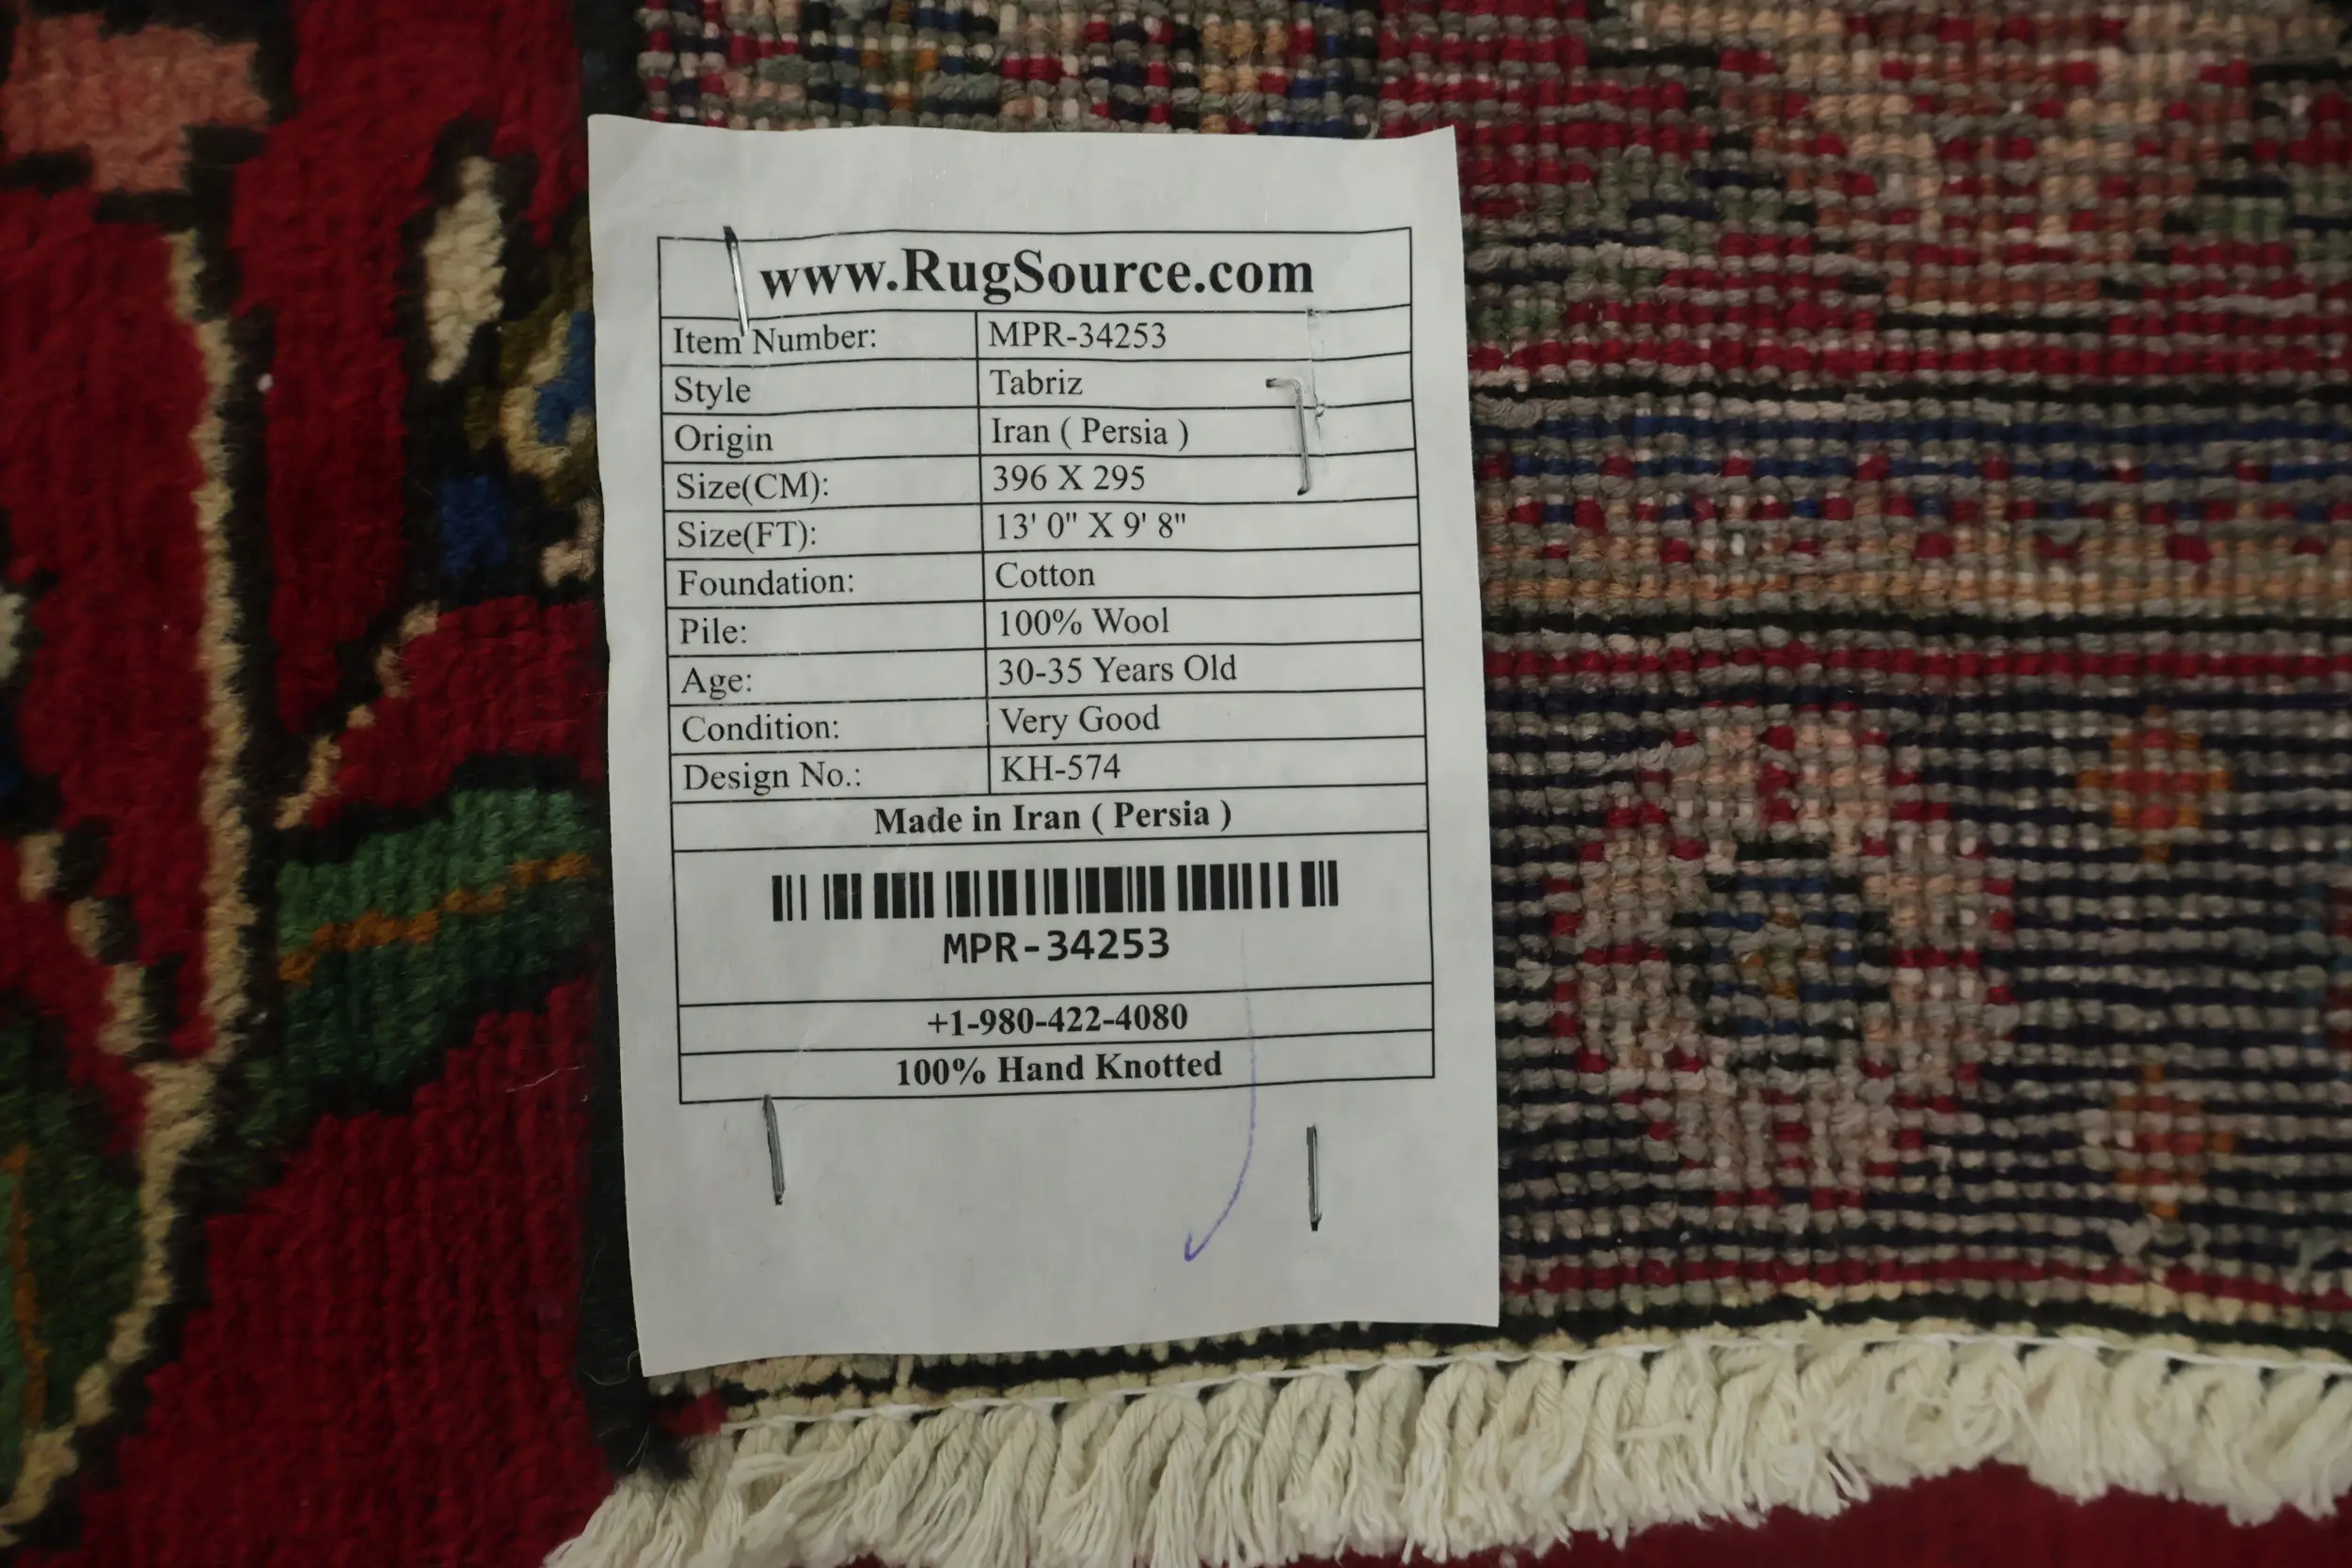 www.RugSource.com
Item Number: MPR-34253
Style Tabriz
Origin Iran ( Persia )
Size(CM): 396 X 295
Size(FT): 13' 0" X 9' 8"
Foundation: Cotton
Pile: 100% Wool
Age: 30-35 Years Old
Condition: Very Good
Design No.: KH-574
Made in Iran ( Persia )
MPR-34253
+1-980-422-4080
100% Hand Knotted